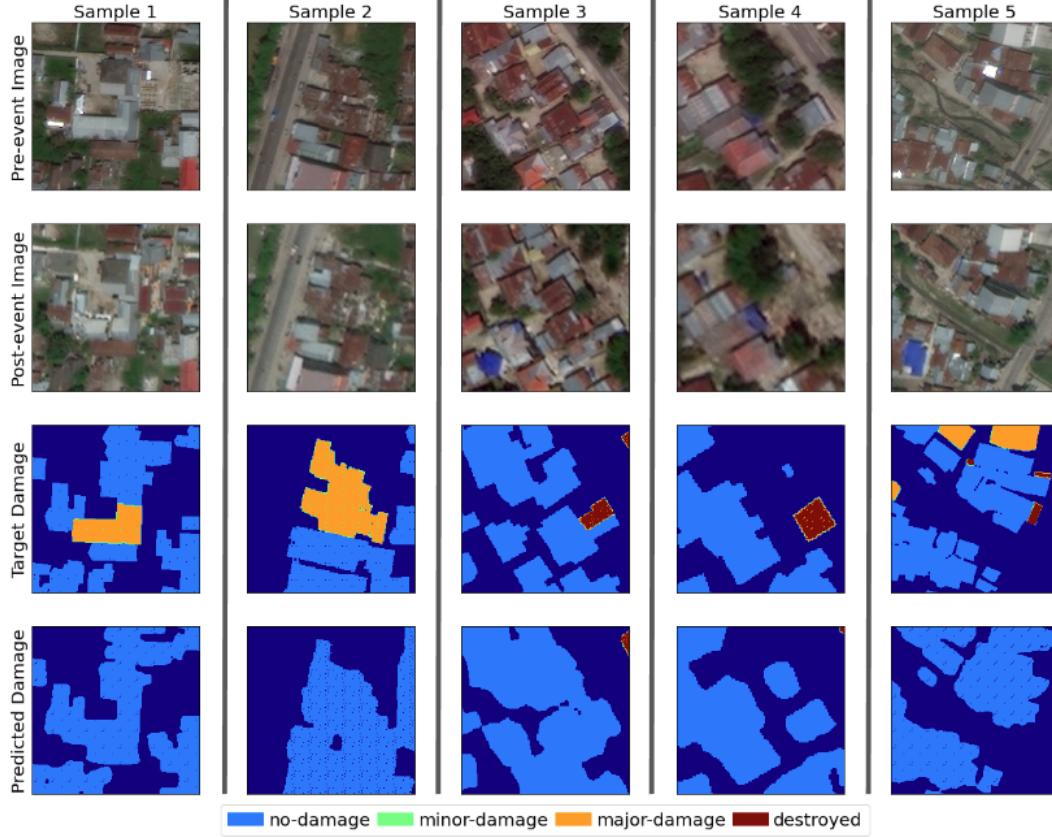 Sample 1 Sample 2 Sample 3 Sample 4 Sample 5
Pre-event Image
Post-event Image
Target Damage
Predicted Damage
no-damage minor-damage major-damage destroyed